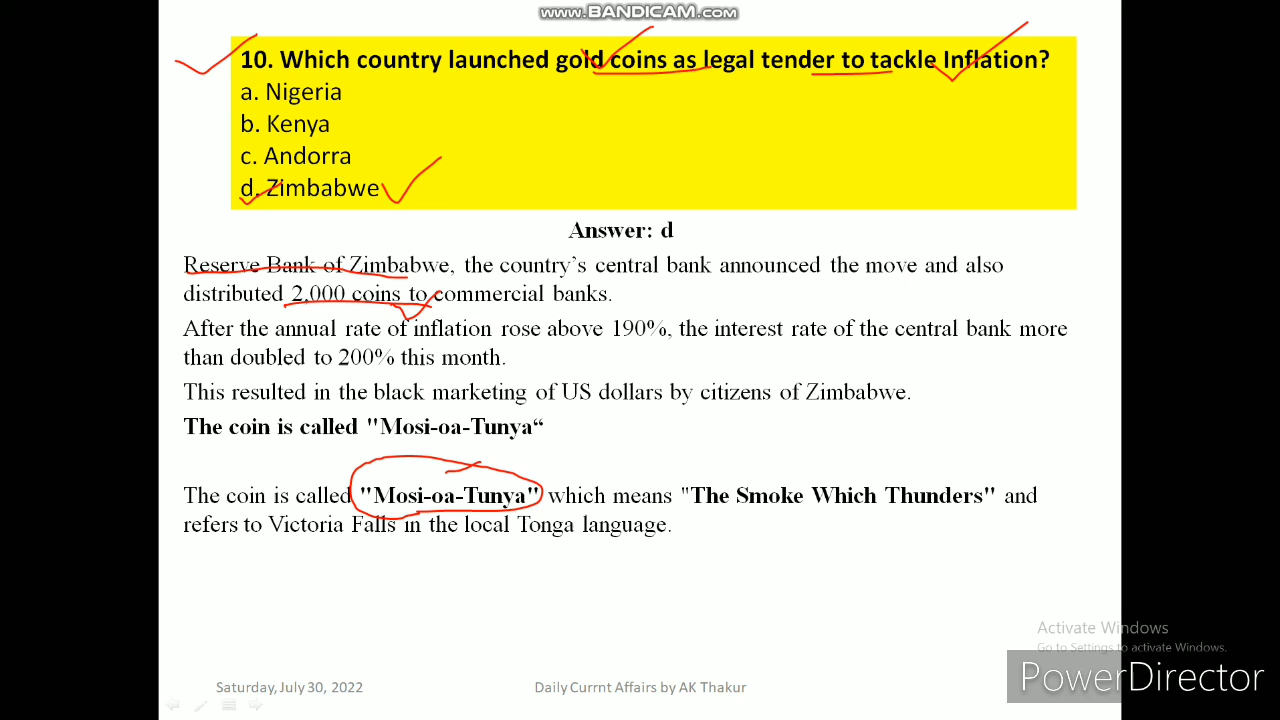 www.BANDICAM.com
10. Which country launched gold coins as legal tender to tackle Inflation?
a. Nigeria
b. Kenya
c. Andorra
d. Zimbabwe
Answer: d
Reserve Bank of Zimbabwe, the country’s central bank announced the move and also
distributed 2,000 coins to commercial banks.
After the annual rate of inflation rose above 190%, the interest rate of the central bank more
than doubled to 200% this month.
This resulted in the black marketing of US dollars by citizens of Zimbabwe.
The coin is called "Mosi-oa-Tunya“
The coin is called "Mosi-oa-Tunya" which means "The Smoke Which Thunders" and
refers to Victoria Falls in the local Tonga language.
Activate Windows
Go to Settings to activate Windows.
PowerDirector
Saturday, July 30, 2022
Daily Currnt Affairs by AK Thakur